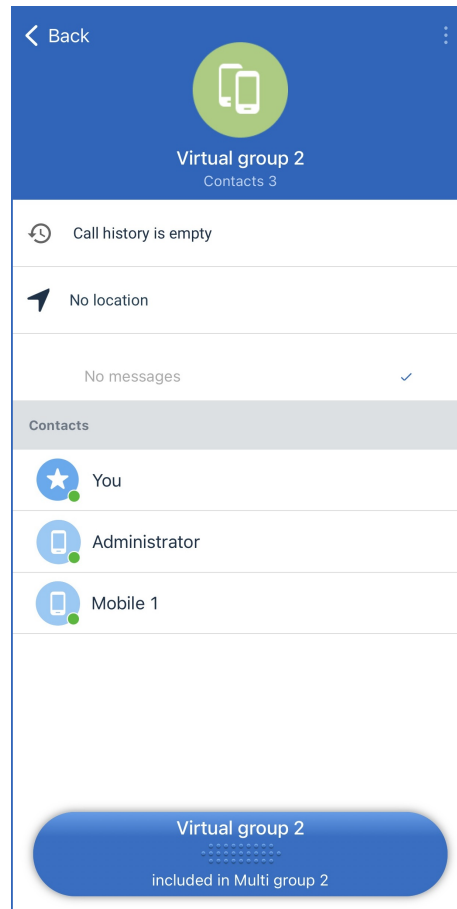 Back
Virtual group 2
Contacts 3
Call history is empty
No location
No messages
Contacts
You
Administrator
Mobile 1
Virtual group 2
included in Multi group 2